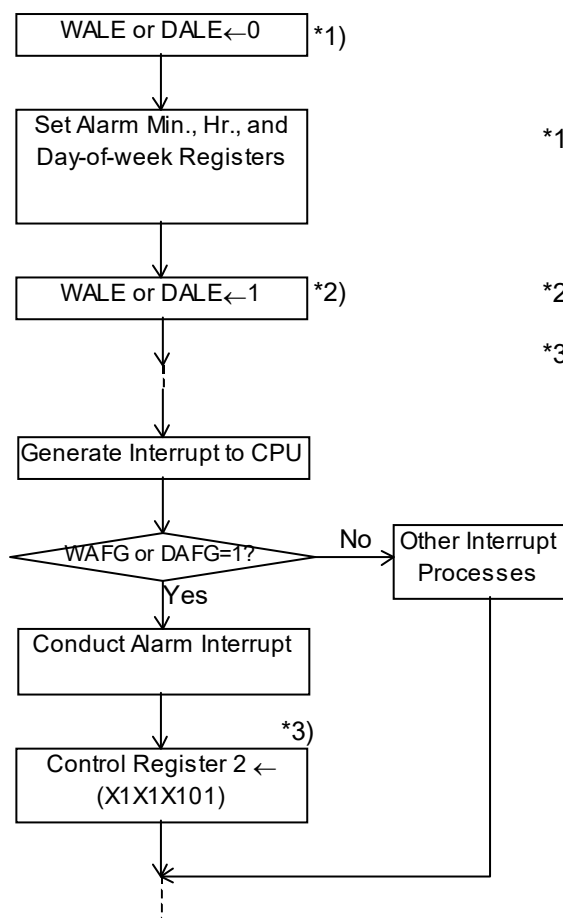 WALE or DALE←0
*1)
Set Alarm Min., Hr., and
Day-of-week Registers
*1
WALE or DALE←1
*2)
*2
*3
Generate Interrupt to CPU
WAFG or DAFG=1?
No
Other Interrupt
Processes
Yes
Conduct Alarm Interrupt
*3)
Control Register 2 ←
(X1X1X101)